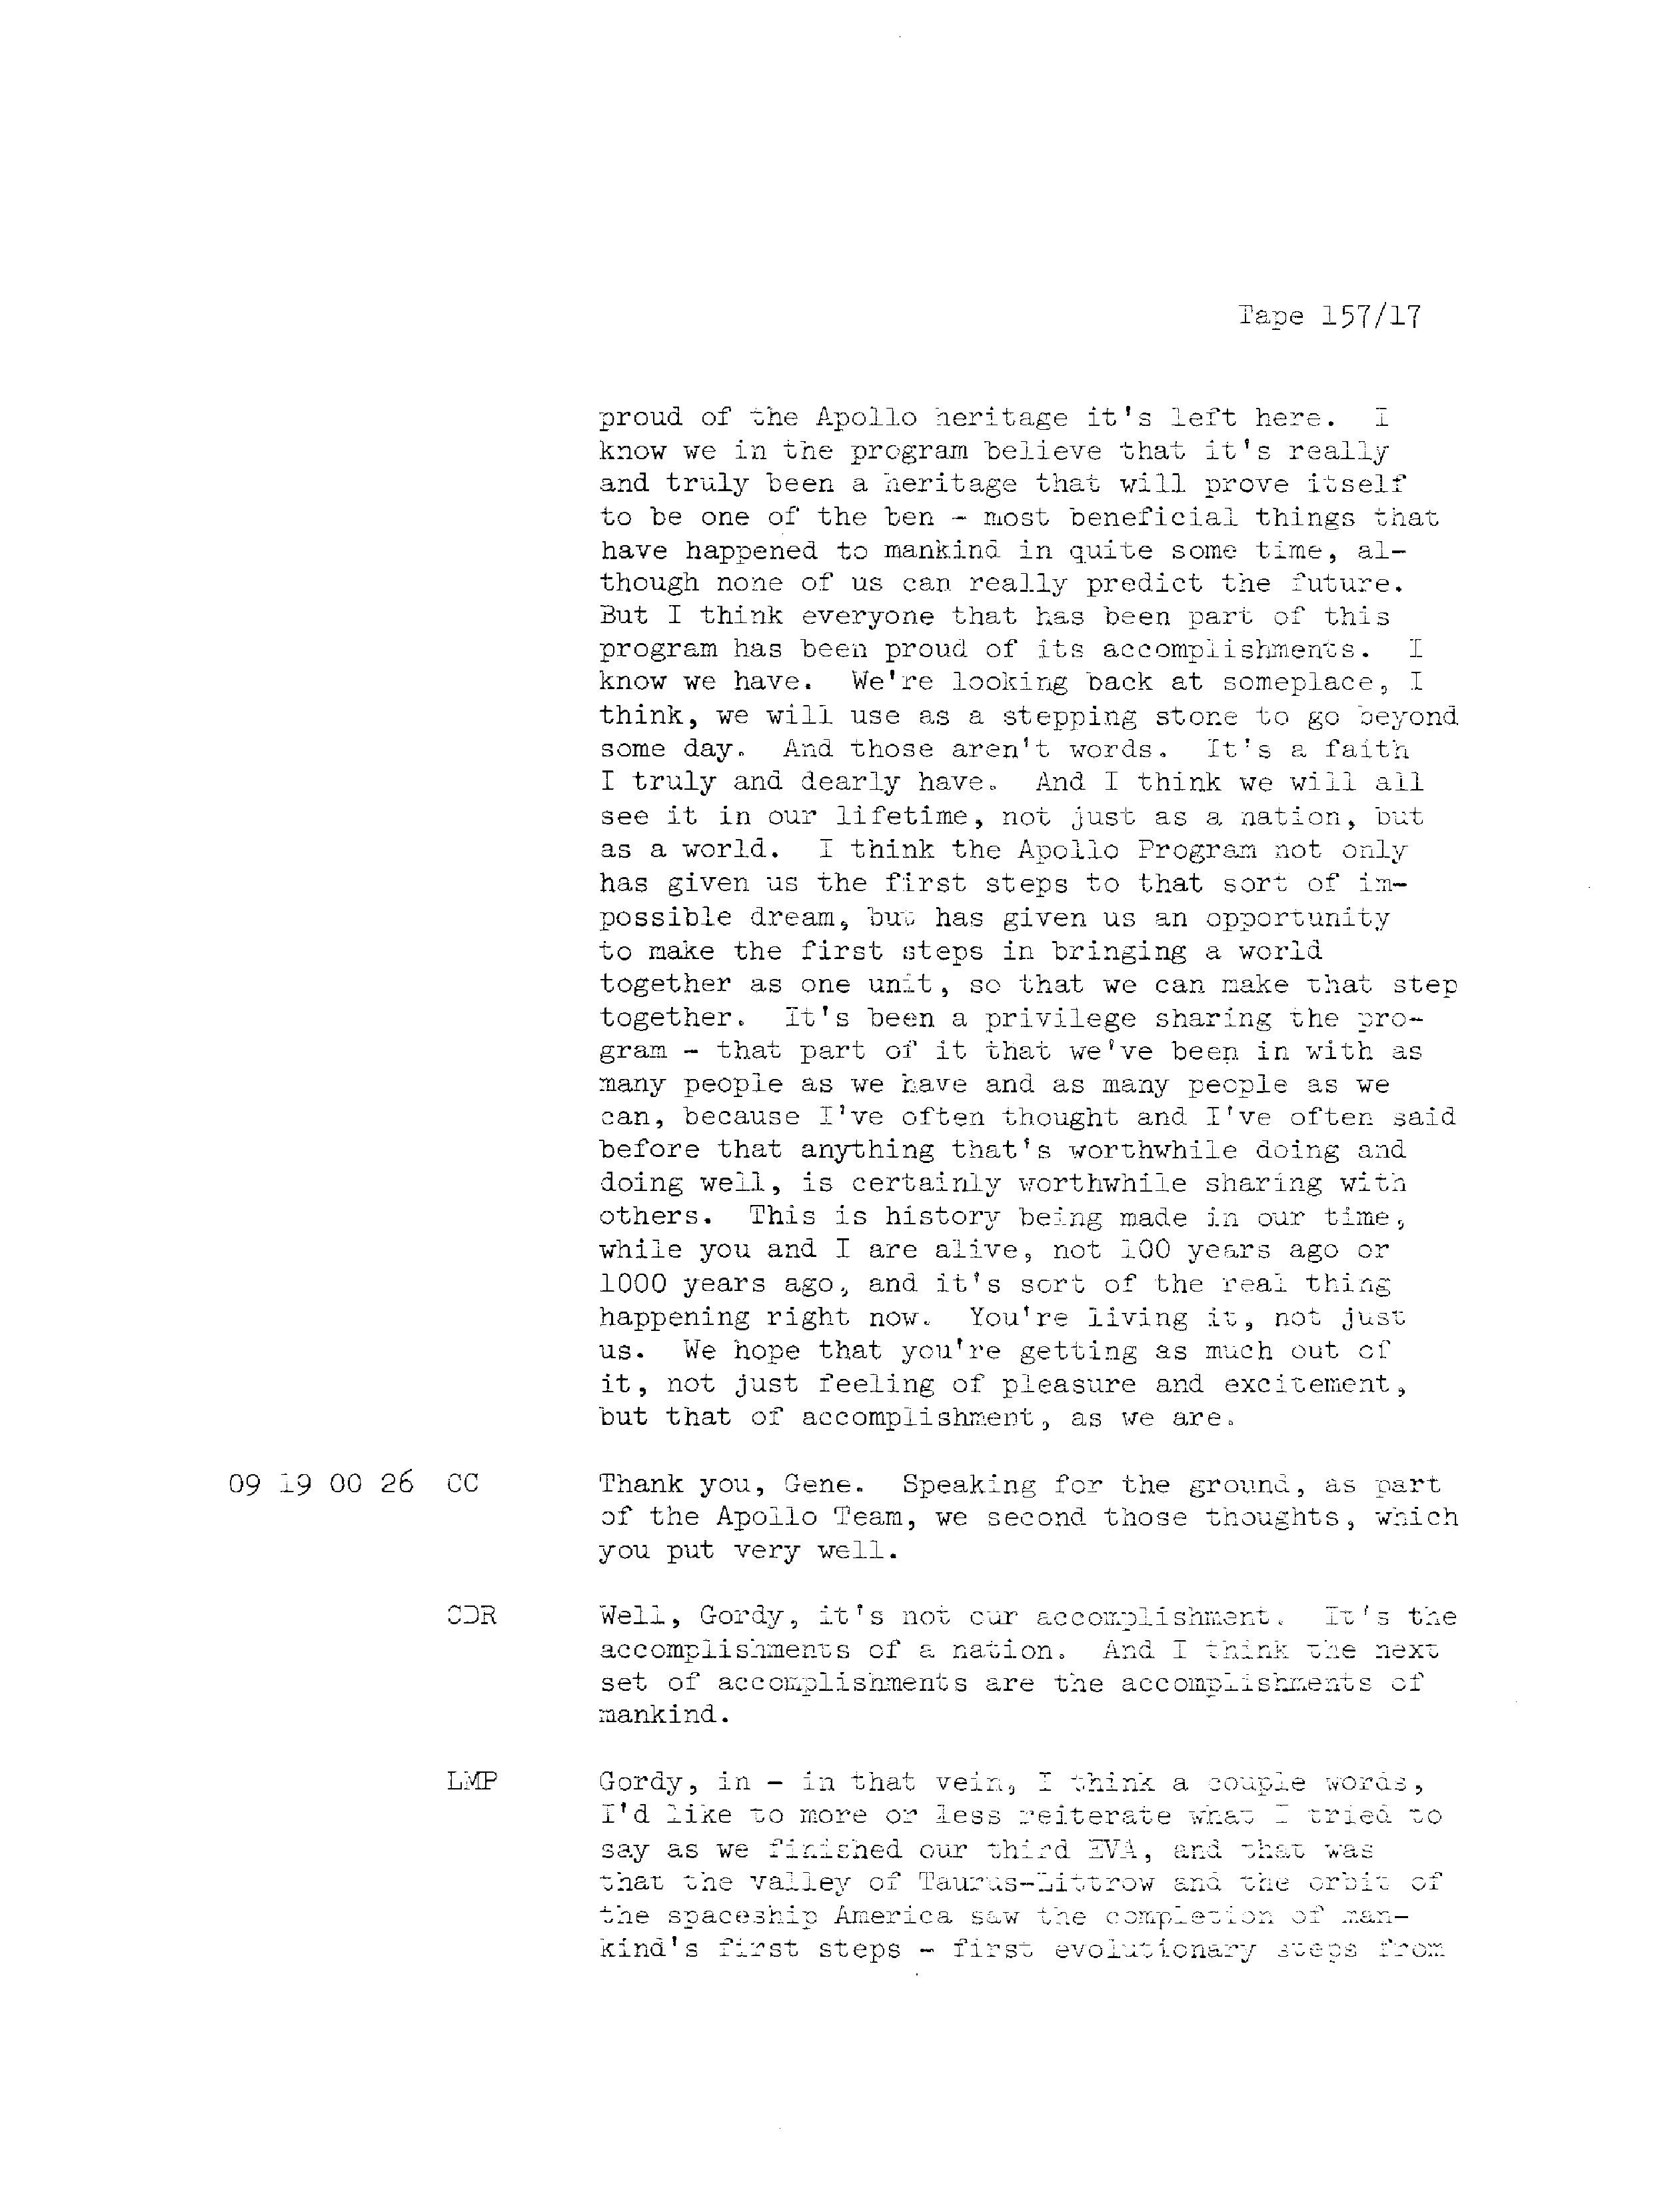 Tape 157/17
proud of the Apollo heritage it's left here. I
know we in the program believe that it's really
and truly been a heritage that will prove itself
to be one of the ben - most beneficial things that
have happened to mankind in quite some time, al-
though none of us can really predict the future.
But I think everyone that has been part of this
program has been proud of its accomplishments. I
know we have. We're looking back at someplace, I
think, we will use as a stepping stone to go beyond
some day. And those aren't words. It's a faith
I truly and dearly have. And I think we will all
see it in our lifetime, not just as a nation, but
as a world. I think the Apollo Program not only
has given us the first steps to that sort of im-
possible dream, but has given us an opportunity
to make the first steps in bringing a world
together as one unit, so that we can make that step
together. It's been a privilege sharing the pro-
gram - that part of it that we've been in with as
many people as we have and as many people as we
can, because I've often thought and I've often said
before that anything that's worthwhile doing and
doing well, is certainly worthwhile sharing with
others. This is history being made in our time,
while you and I are alive, not 100 years ago or
1000 years ago, and it's sort of the real thing
happening right now. You're living it, not just
us. We hope that you're getting as much out of
it, not just feeling of pleasure and excitement,
but that of accomplishment, as we are.
09 19 00 26 CC Thank you, Gene. Speaking for the ground, as part
of the Apollo Team, we second those thoughts, which
you put very well.
CDR Well, Gordy, it's not our accomplishment. It's the
accomplishments of a nation. And I think the next
set of accomplishments are the accomplishments of
mankind.
LMP Gordy, in - in that vein, I think a couple words,
I'd like to more or less reiterate what I tried to
say as we finished our third EVA, and that was
that the valley of Taurus-Littrow and the orbit of
the spaceship America saw the completion of man-
kind's first steps - first evolutionary steps from